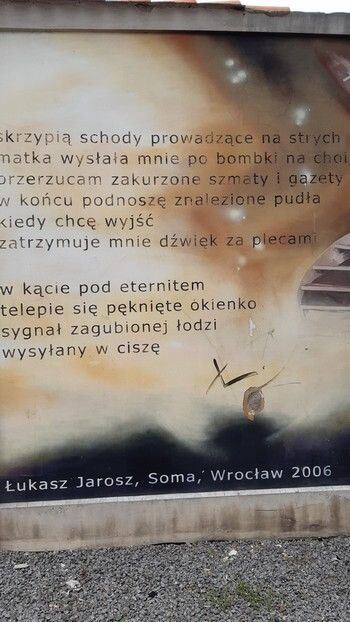 skrzypią schody prowadzące na strych
matka wysłała mnie po bombki na choi
przerzucam zakurzone szmaty i gazety
w końcu podnoszę znalezione pudła
kiedy chcę wyjść
zatrzymuje mnie dźwięk za plecami
w kącie pod eternitem
telepie się pęknięte okienko
sygnał zagubionej łodzi
wysyłany w ciszę
Łukasz Jarosz, Soma, Wrocław 2006